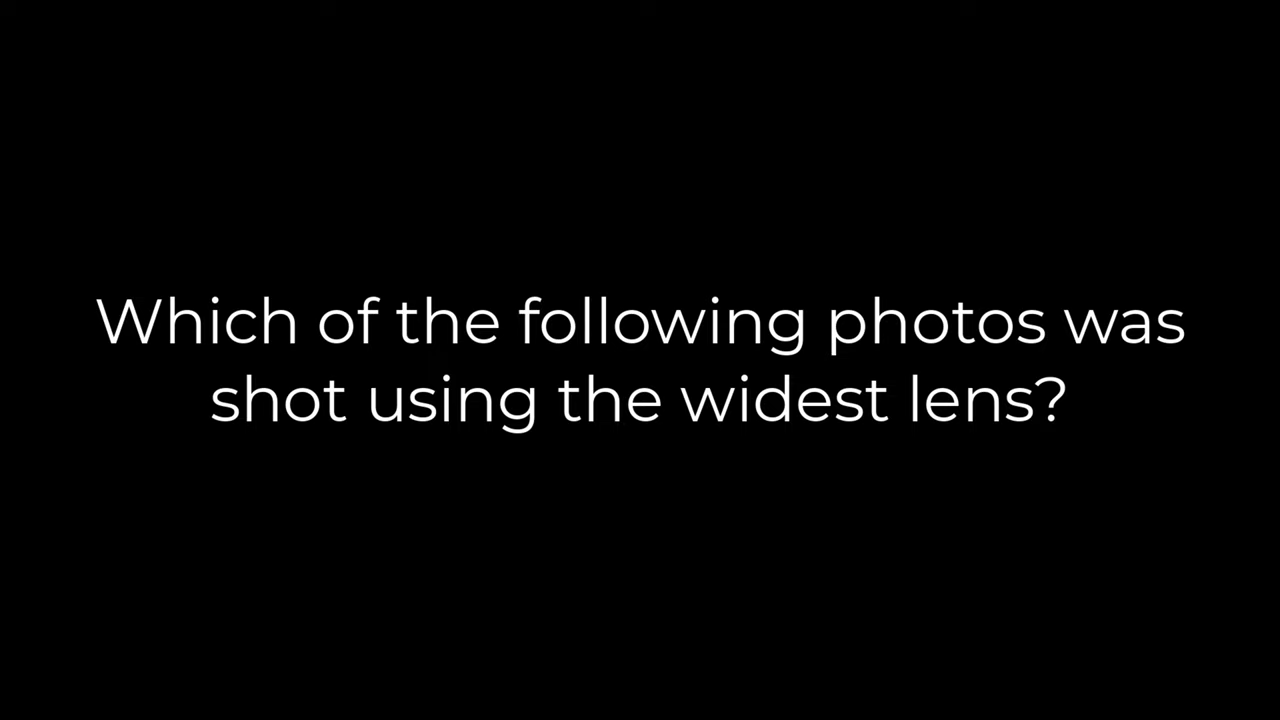 Which of the following photos was
shot using the widest lens?